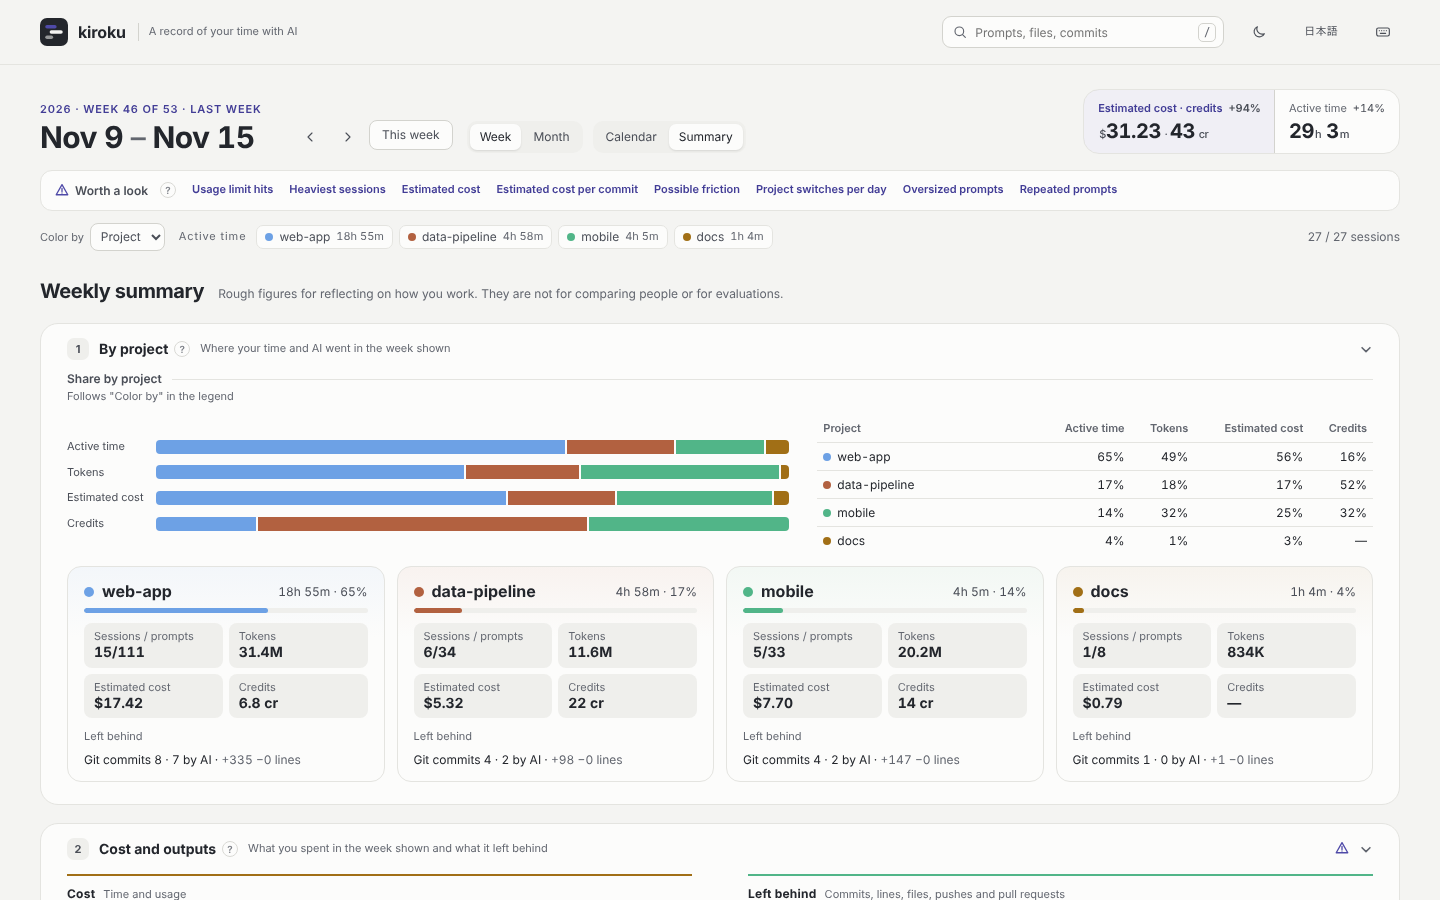 kiroku
A record of your time with AI
Prompts, files, commits
/
日本語
2026 · WEEK 46 OF 53 · LAST WEEK
Nov 9 – Nov 15
This week
Week Month
Calendar Summary
Estimated cost · credits +94%
$31.23 · 43 cr
Active time +14%
29h 3m
Worth a look ? Usage limit hits Heaviest sessions Estimated cost Estimated cost per commit Possible friction Project switches per day Oversized prompts Repeated prompts
Color by Project Active time web-app 18h 55m data-pipeline 4h 58m mobile 4h 5m docs 1h 4m 27 / 27 sessions
Weekly summary Rough figures for reflecting on how you work. They are not for comparing people or for evaluations.
1 By project ? Where your time and AI went in the week shown
Share by project
Follows "Color by" in the legend
Active time
Tokens
Estimated cost
Credits
Project Active time Tokens Estimated cost Credits
web-app 65% 49% 56% 16%
data-pipeline 17% 18% 17% 52%
mobile 14% 32% 25% 32%
docs 4% 1% 3% —
web-app 18h 55m · 65%
Sessions / prompts Tokens
15/111 31.4M
Estimated cost Credits
$17.42 6.8 cr
Left behind
Git commits 8 · 7 by AI · +335 −0 lines
data-pipeline 4h 58m · 17%
Sessions / prompts Tokens
6/34 11.6M
Estimated cost Credits
$5.32 22 cr
Left behind
Git commits 4 · 2 by AI · +98 −0 lines
mobile 4h 5m · 14%
Sessions / prompts Tokens
5/33 20.2M
Estimated cost Credits
$7.70 14 cr
Left behind
Git commits 4 · 2 by AI · +147 −0 lines
docs 1h 4m · 4%
Sessions / prompts Tokens
1/8 834K
Estimated cost Credits
$0.79 —
Left behind
Git commits 1 · 0 by AI · +1 −0 lines
2 Cost and outputs ? What you spent in the week shown and what it left behind
Cost Time and usage
Left behind Commits, lines, files, pushes and pull requests